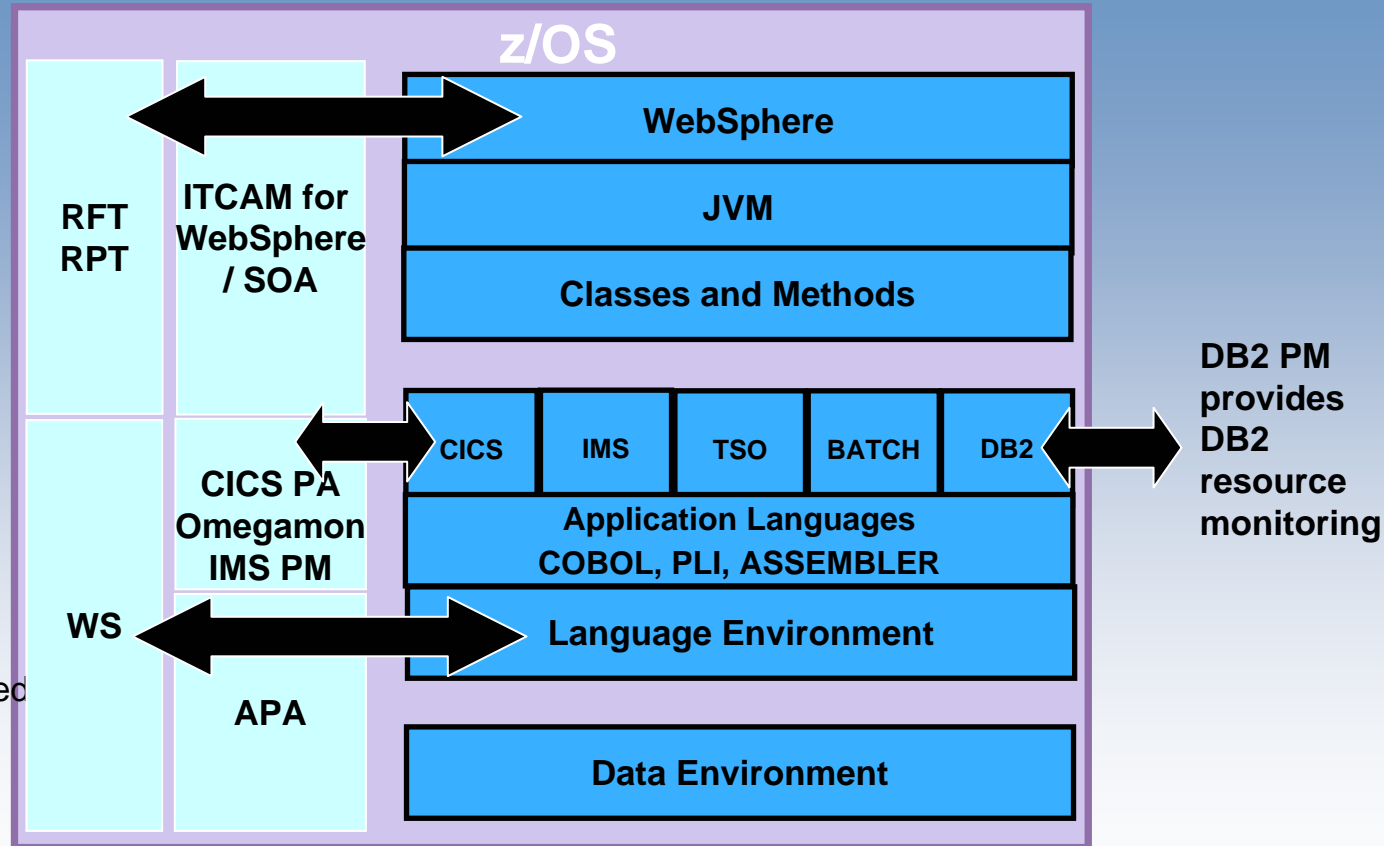 z/OS
RFT
RPT
ITCAM for
WebSphere
/ SOA
WebSphere
JVM
Classes and Methods
CICS PA
Omegamon
IMS PM
CICS
IMS
TSO
BATCH
DB2
Application Languages
COBOL, PLI, ASSEMBLER
DB2 PM
provides
DB2
resource
monitoring
WS
Language Environment
ed
APA
Data Environment